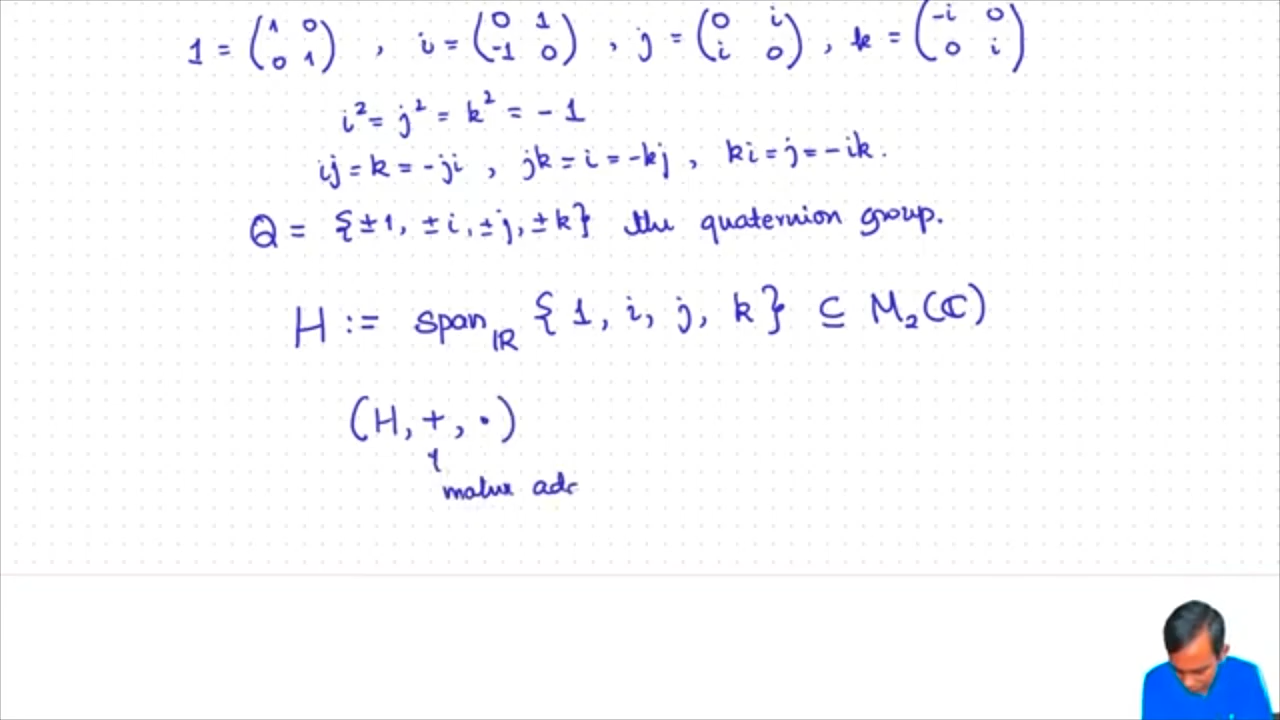 1 = (1 0 0 1), i = (0 1 -1 0), j = (0 i i 0), k = (-i 0 0 i)
i² = j² = k² = -1
ij = k = -ji, jk = i = -kj, ki = j = -ik.
Q = {±1, ±i, ±j, ±k} the quaternion group.
H := span_ℝ {1, i, j, k} ⊆ M₂(ℂ)
(H, +, ·)
matrix add